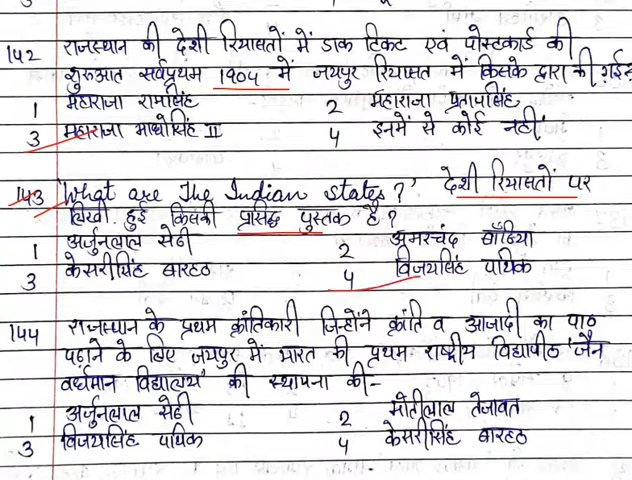 142 राजस्थान की देशी रियासतों में डाक टिकट एवं पोस्टकार्ड की
शुरुआत सर्वप्रथम 1904 में जयपुर रियासत में किसके द्वारा की गई?
1 महाराजा रामसिंह 2 महाराजा प्रतापसिंह
3 महाराजा माधोसिंह II 4 इनमें से कोई नहीं
143 'What are The Indian states?' देशी रियासतों पर
लिखी हुई किसकी प्रसिद्ध पुस्तक है?
1 अर्जुनलाल सेठी 2 अमरचंद बाँठिया
3 केसरीसिंह बारहठ 4 विजयसिंह पथिक
144 राजस्थान के प्रथम क्रांतिकारी जिन्होंने क्रांति व आजादी का पाठ
पढ़ाने के लिए जयपुर में भारत की प्रथम राष्ट्रीय विद्यापीठ 'जैन
वर्धमान विद्यालय' की स्थापना की-
1 अर्जुनलाल सेठी 2 मोतीलाल तेजावत
3 विजयसिंह पथिक 4 केसरीसिंह बारहठ